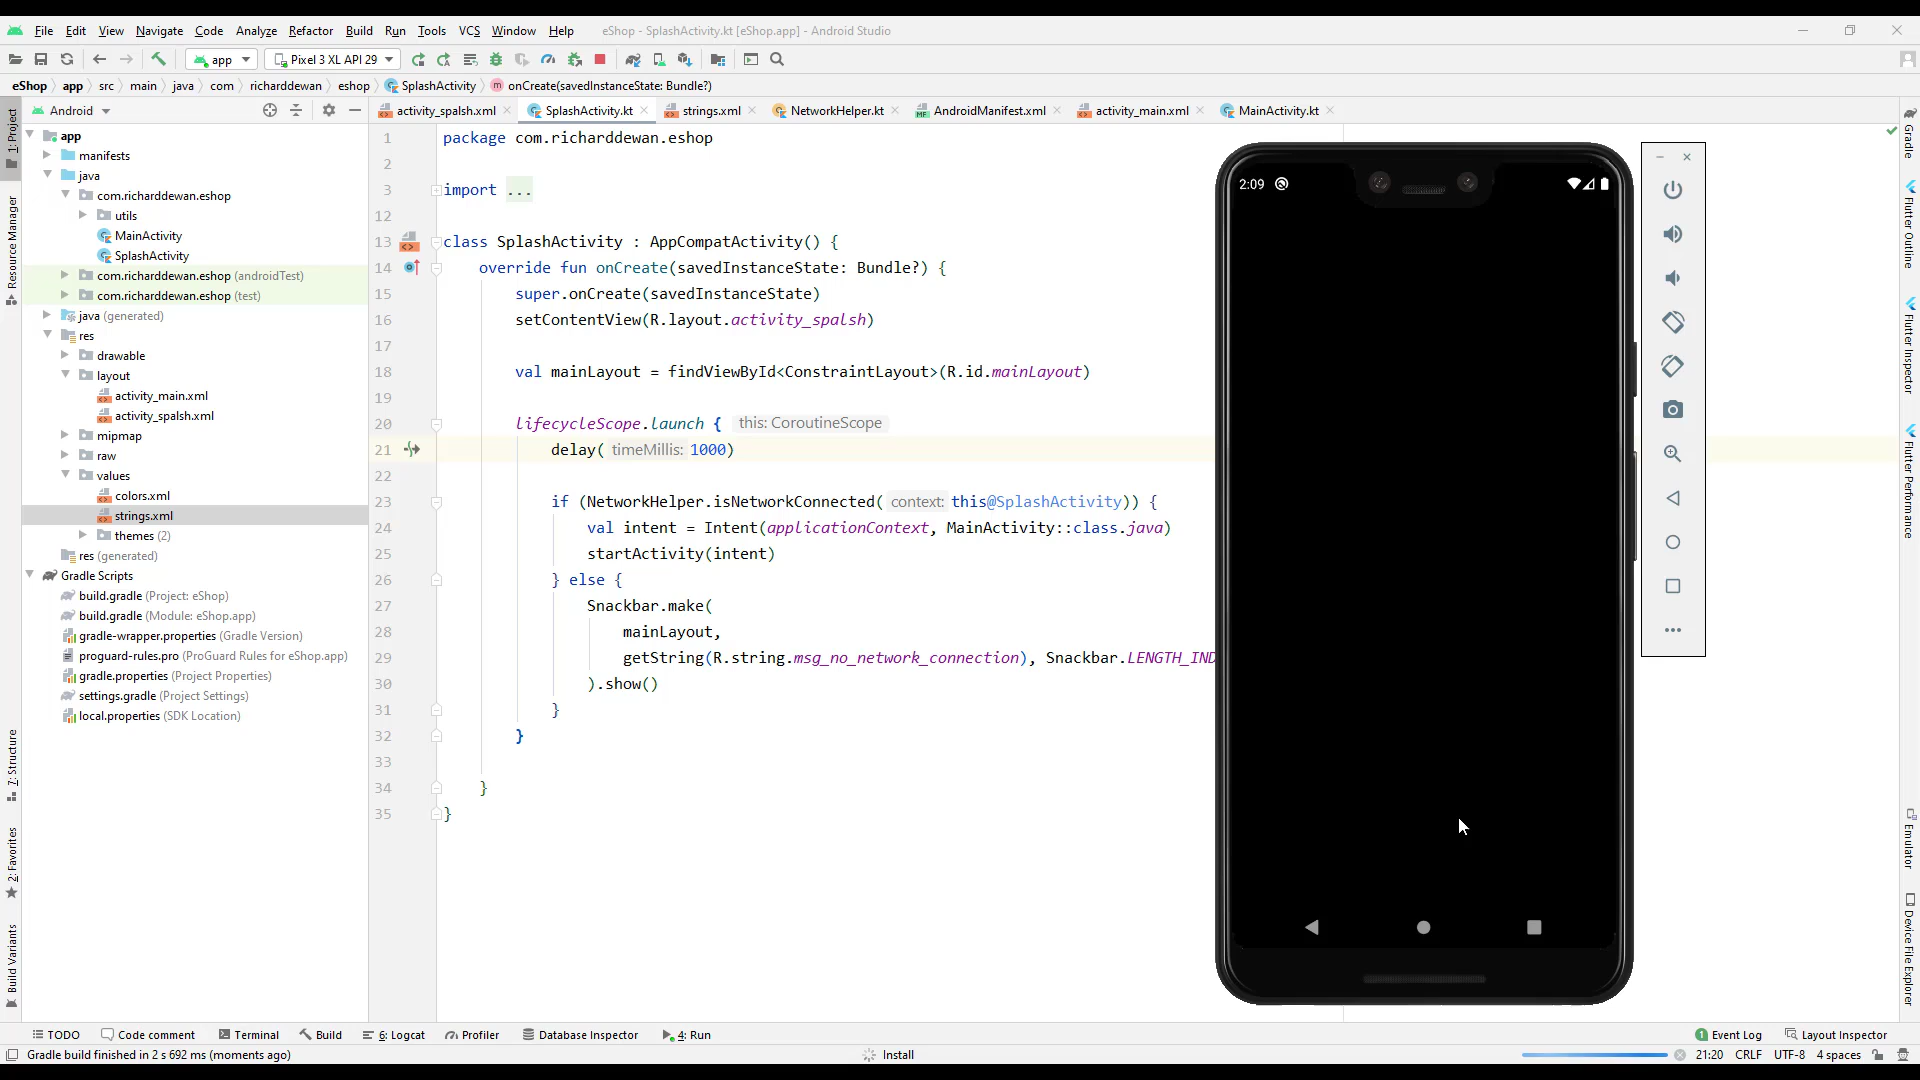 File Edit View Navigate Code Analyze Refactor Build Run Tools VCS Window Help eShop - SplashActivity.kt [eShop.app] - Android Studio
app Pixel 3 XL API 29
eShop app src main java com richarddewan eshop SplashActivity onCreate(savedInstanceState: Bundle?)
Android activity_spalsh.xml SplashActivity.kt strings.xml NetworkHelper.kt AndroidManifest.xml activity_main.xml MainActivity.kt
1: Project
Resource Manager
7: Structure
2: Favorites
Build Variants
app
manifests
java
com.richarddewan.eshop
utils
MainActivity
SplashActivity
com.richarddewan.eshop (androidTest)
com.richarddewan.eshop (test)
java (generated)
res
drawable
layout
activity_main.xml
activity_spalsh.xml
mipmap
raw
values
colors.xml
strings.xml
themes (2)
res (generated)
Gradle Scripts
build.gradle (Project: eShop)
build.gradle (Module: eShop.app)
gradle-wrapper.properties (Gradle Version)
proguard-rules.pro (ProGuard Rules for eShop.app)
gradle.properties (Project Properties)
settings.gradle (Project Settings)
local.properties (SDK Location)
1 package com.richarddewan.eshop
2
3 import ...
12
13 class SplashActivity : AppCompatActivity() {
14 override fun onCreate(savedInstanceState: Bundle?) {
15 super.onCreate(savedInstanceState)
16 setContentView(R.layout.activity_spalsh)
17
18 val mainLayout = findViewById<ConstraintLayout>(R.id.mainLayout)
19
20 lifecycleScope.launch { this: CoroutineScope
21 delay( timeMillis: 1000)
22
23 if (NetworkHelper.isNetworkConnected( context: this@SplashActivity)) {
24 val intent = Intent(applicationContext, MainActivity::class.java)
25 startActivity(intent)
26 } else {
27 Snackbar.make(
28 mainLayout,
29 getString(R.string.msg_no_network_connection), Snackbar.LENGTH_IND
30 ).show()
31 }
32 }
33
34 }
35 }
2:09
Gradle
Flutter Outline
Flutter Inspector
Flutter Performance
Emulator
Device File Explorer
TODO Code comment Terminal Build 6: Logcat Profiler Database Inspector 4: Run 1 Event Log Layout Inspector
Gradle build finished in 2 s 692 ms (moments ago) Install 21:20 CRLF UTF-8 4 spaces